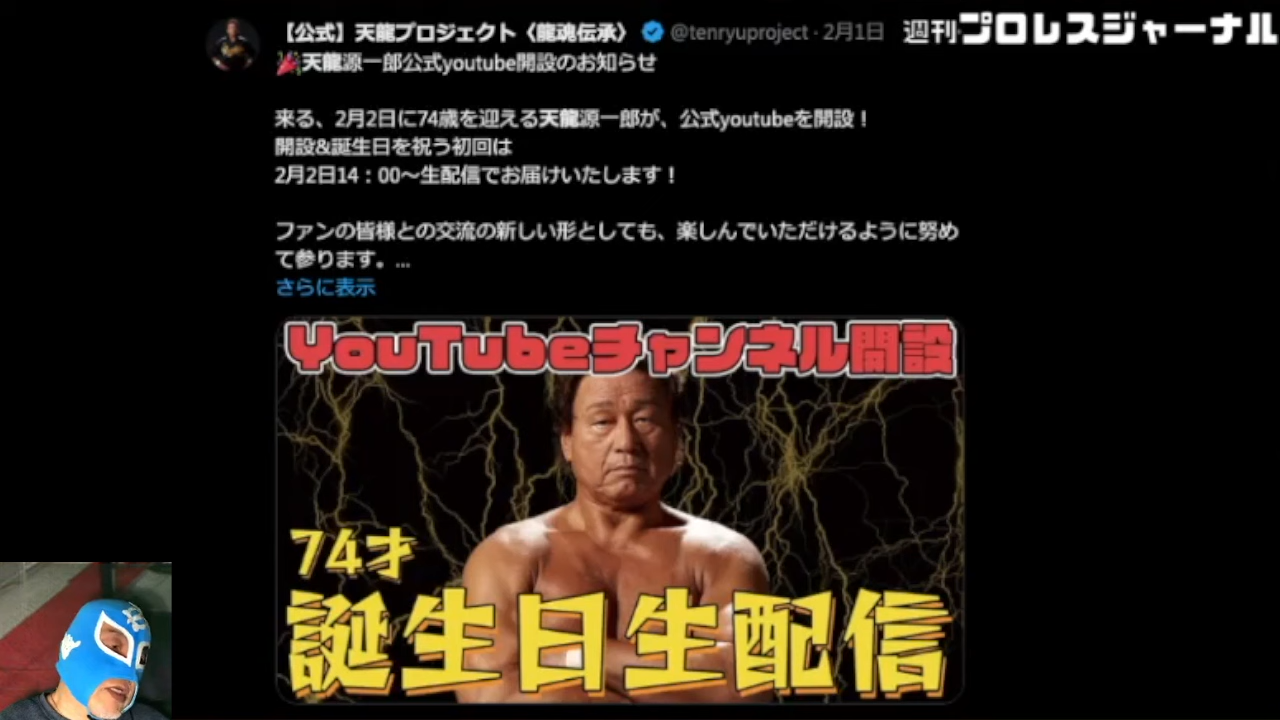 【公式】天龍プロジェクト〈龍魂伝承〉 @tenryuproject · 2月1日
週刊プロレスジャーナル
🎉天龍源一郎公式youtube開設のお知らせ
来る、2月2日に74歳を迎える天龍源一郎が、公式youtubeを開設！
開設&誕生日を祝う初回は
2月2日14：00〜生配信でお届けいたします！
ファンの皆様との交流の新しい形としても、楽しんでいただけるように努め
て参ります。...
さらに表示
YouTubeチャンネル開設
74才
誕生日生配信